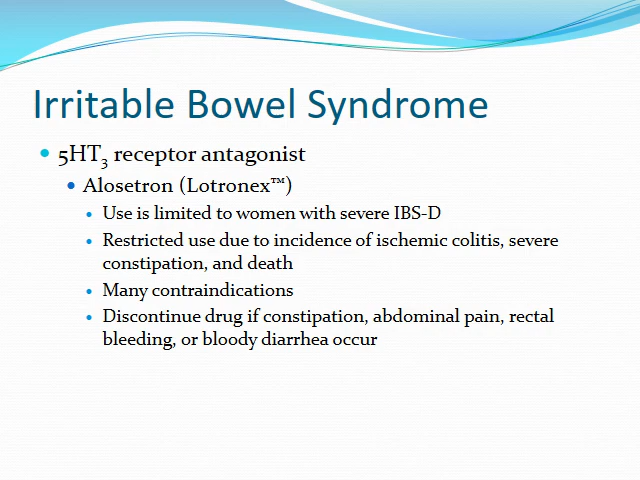 Irritable Bowel Syndrome
• 5HT₃ receptor antagonist
• Alosetron (Lotronex™)
• Use is limited to women with severe IBS-D
• Restricted use due to incidence of ischemic colitis, severe
constipation, and death
• Many contraindications
• Discontinue drug if constipation, abdominal pain, rectal
bleeding, or bloody diarrhea occur